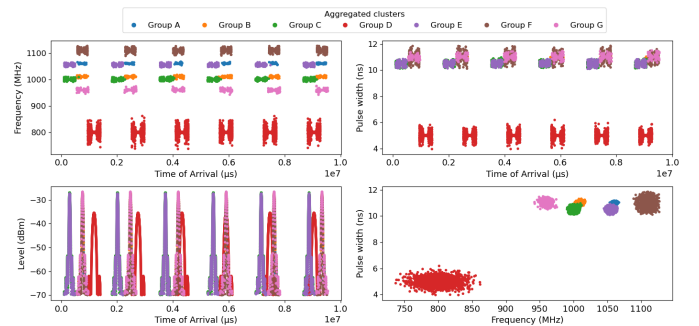 Aggregated clusters
Group A Group B Group C Group D Group E Group F Group G
Frequency (MHz)
1100
1000
900
800
0.0 0.2 0.4 0.6 0.8 1.0
Time of Arrival (µs)
1e7
Pulse width (ns)
12
10
8
6
4
0.0 0.2 0.4 0.6 0.8 1.0
Time of Arrival (µs)
1e7
Level (dBm)
−30
−40
−50
−60
−70
0.0 0.2 0.4 0.6 0.8 1.0
Time of Arrival (µs)
1e7
Pulse width (ns)
12
10
8
6
4
750 800 850 900 950 1000 1050 1100
Frequency (MHz)